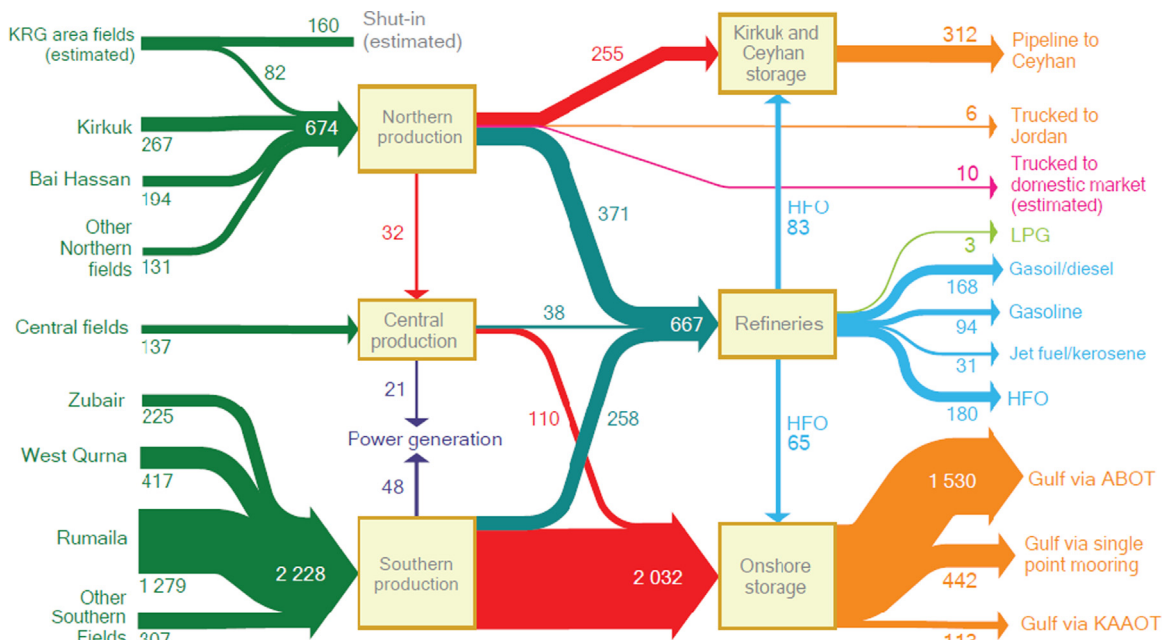 KRG area fields
(estimated)
160
Shut-in
(estimated)
82
Kirkuk
267
674
Bai Hassan
194
Other
Northern
fields
131
Northern
production
255
Kirkuk and
Ceyhan
storage
312
Pipeline to
Ceyhan
6
Trucked to
Jordan
10
Trucked to
domestic market
(estimated)
371
HFO
83
32
3
LPG
Gasoil/diesel
168
Gasoline
94
Jet fuel/kerosene
31
HFO
180
Central fields
137
Central
production
38
667
Refineries
21
110
258
HFO
65
Power generation
48
Zubair
225
West Qurna
417
Rumaila
1 279
Other
Southern
Fields
307
2 228
Southern
production
2 032
Onshore
storage
1 530
Gulf via ABOT
Gulf via single
point mooring
442
Gulf via KAAOT
113